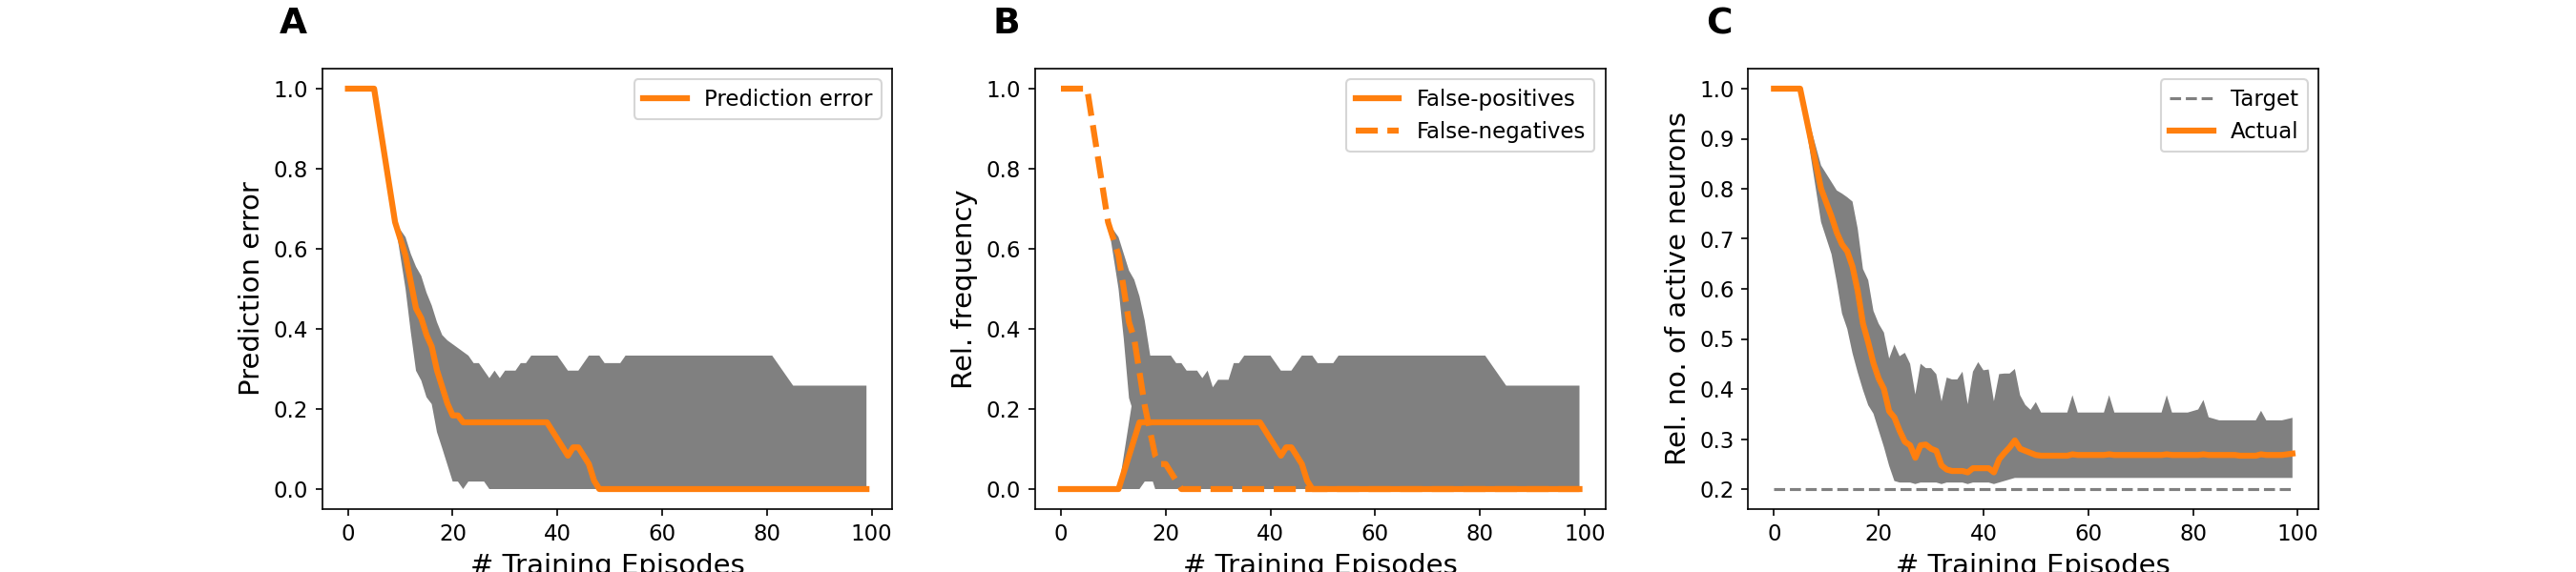 A
Prediction error
1.0
0.8
0.6
0.4
0.2
0.0
0 20 40 60 80 100
# Training Episodes
Prediction error
B
False-positives
False-negatives
1.0
0.8
0.6
0.4
0.2
0.0
0 20 40 60 80 100
# Training Episodes
Rel. frequency
C
Target
Actual
1.0
0.9
0.8
0.7
0.6
0.5
0.4
0.3
0.2
0 20 40 60 80 100
# Training Episodes
Rel. no. of active neurons